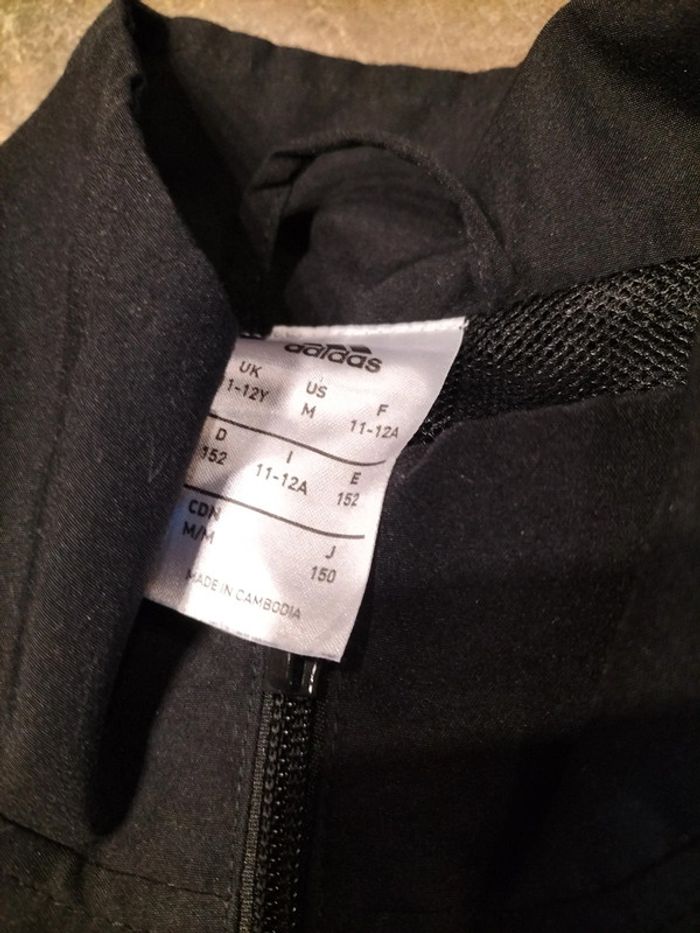 adidas
UK US F
1-12Y M 11-12A
D I E
152 11-12A 152
CDN J
M/M 150
MADE IN CAMBODIA